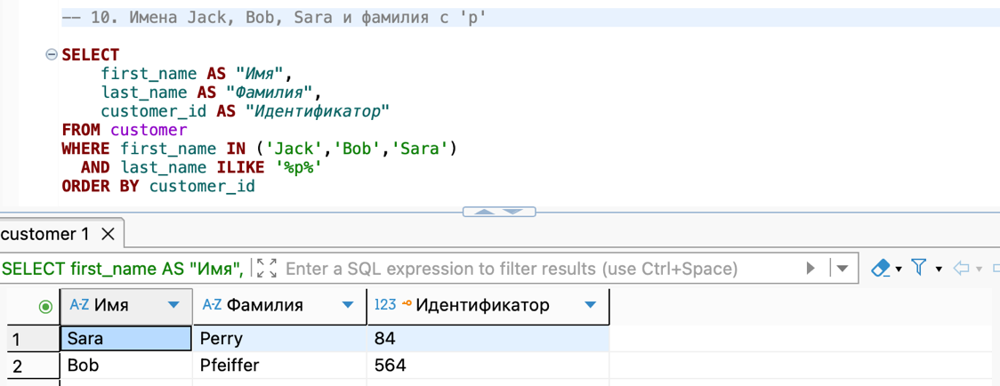 -- 10. Имена Jack, Bob, Sara и фамилия с 'p'
SELECT
first_name AS "Имя",
last_name AS "Фамилия",
customer_id AS "Идентификатор"
FROM customer
WHERE first_name IN ('Jack','Bob','Sara')
AND last_name ILIKE '%p%'
ORDER BY customer_id
customer 1
SELECT first_name AS "Имя", Enter a SQL expression to filter results (use Ctrl+Space)
A-Z Имя A-Z Фамилия 123 Идентификатор
1 Sara Perry 84
2 Bob Pfeiffer 564